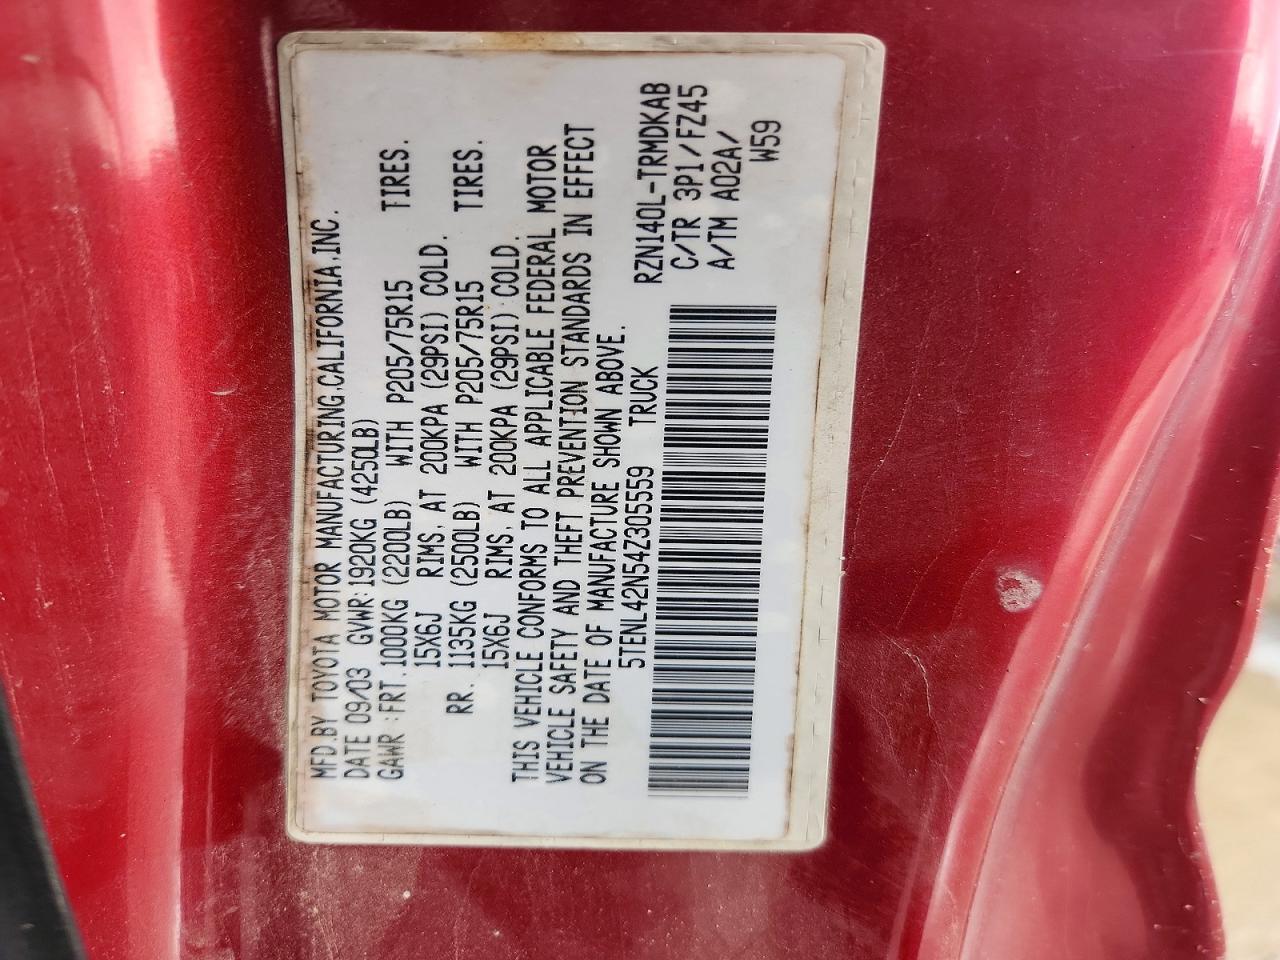 MFD.BY TOYOTA MOTOR MANUFACTURING,CALIFORNIA,INC.
DATE 09/03 GVWR:1920KG(4250LB)
GAWR :FRT.1000KG (2200LB) WITH P205/75R15 TIRES.
15X6J RIMS, AT 200KPA (29PSI) COLD.
RR. 1135KG (2500LB) WITH P205/75R15 TIRES.
15X6J RIMS, AT 200KPA (29PSI) COLD.
THIS VEHICLE CONFORMS TO ALL APPLICABLE FEDERAL MOTOR
VEHICLE SAFETY AND THEFT PREVENTION STANDARDS IN EFFECT
ON THE DATE OF MANUFACTURE SHOWN ABOVE.
5TENL42N54Z305559 TRUCK
RZN140L-TRMDKAB
C/TR 3P1/FZ45
A/TM A02A/
W59